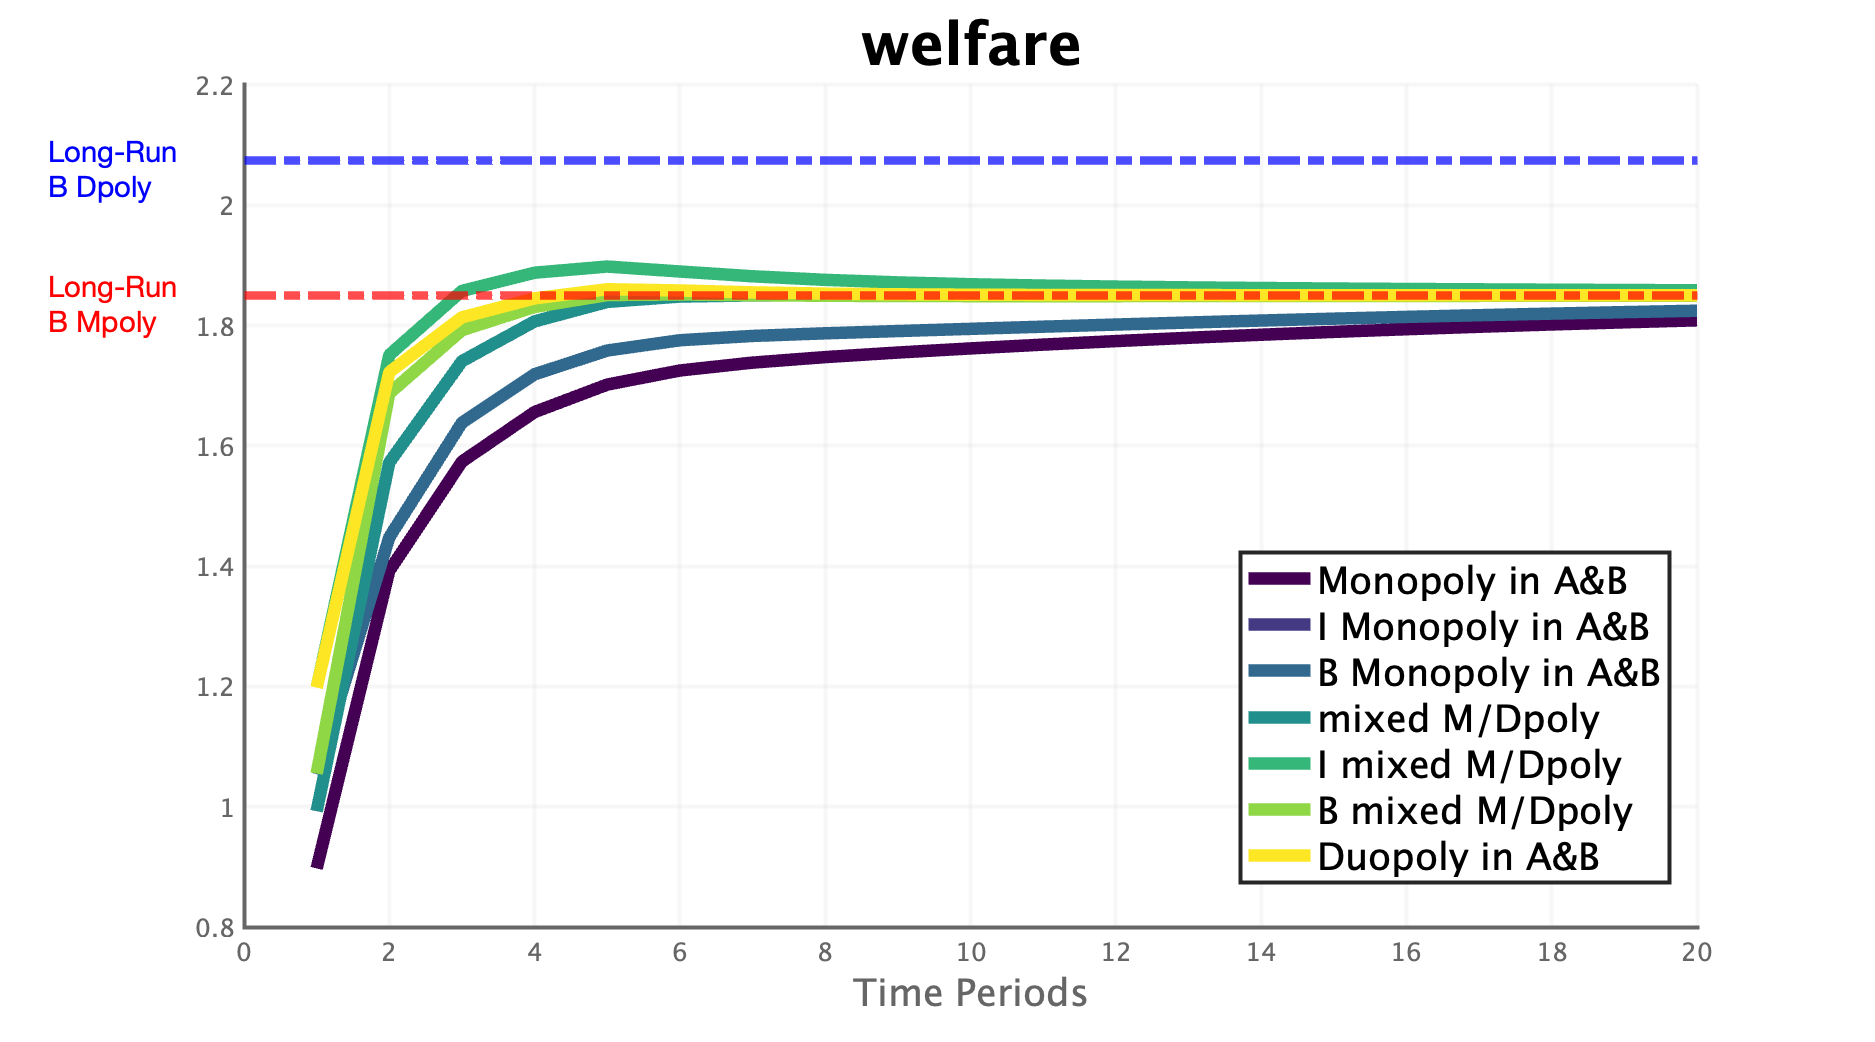 welfare
2.2
Long-Run
B Dpoly
2
Long-Run
B Mpoly
1.8
1.6
1.4
1.2
1
0.8
Monopoly in A&B
I Monopoly in A&B
B Monopoly in A&B
mixed M/Dpoly
I mixed M/Dpoly
B mixed M/Dpoly
Duopoly in A&B
0 2 4 6 8 10 12 14 16 18 20
Time Periods